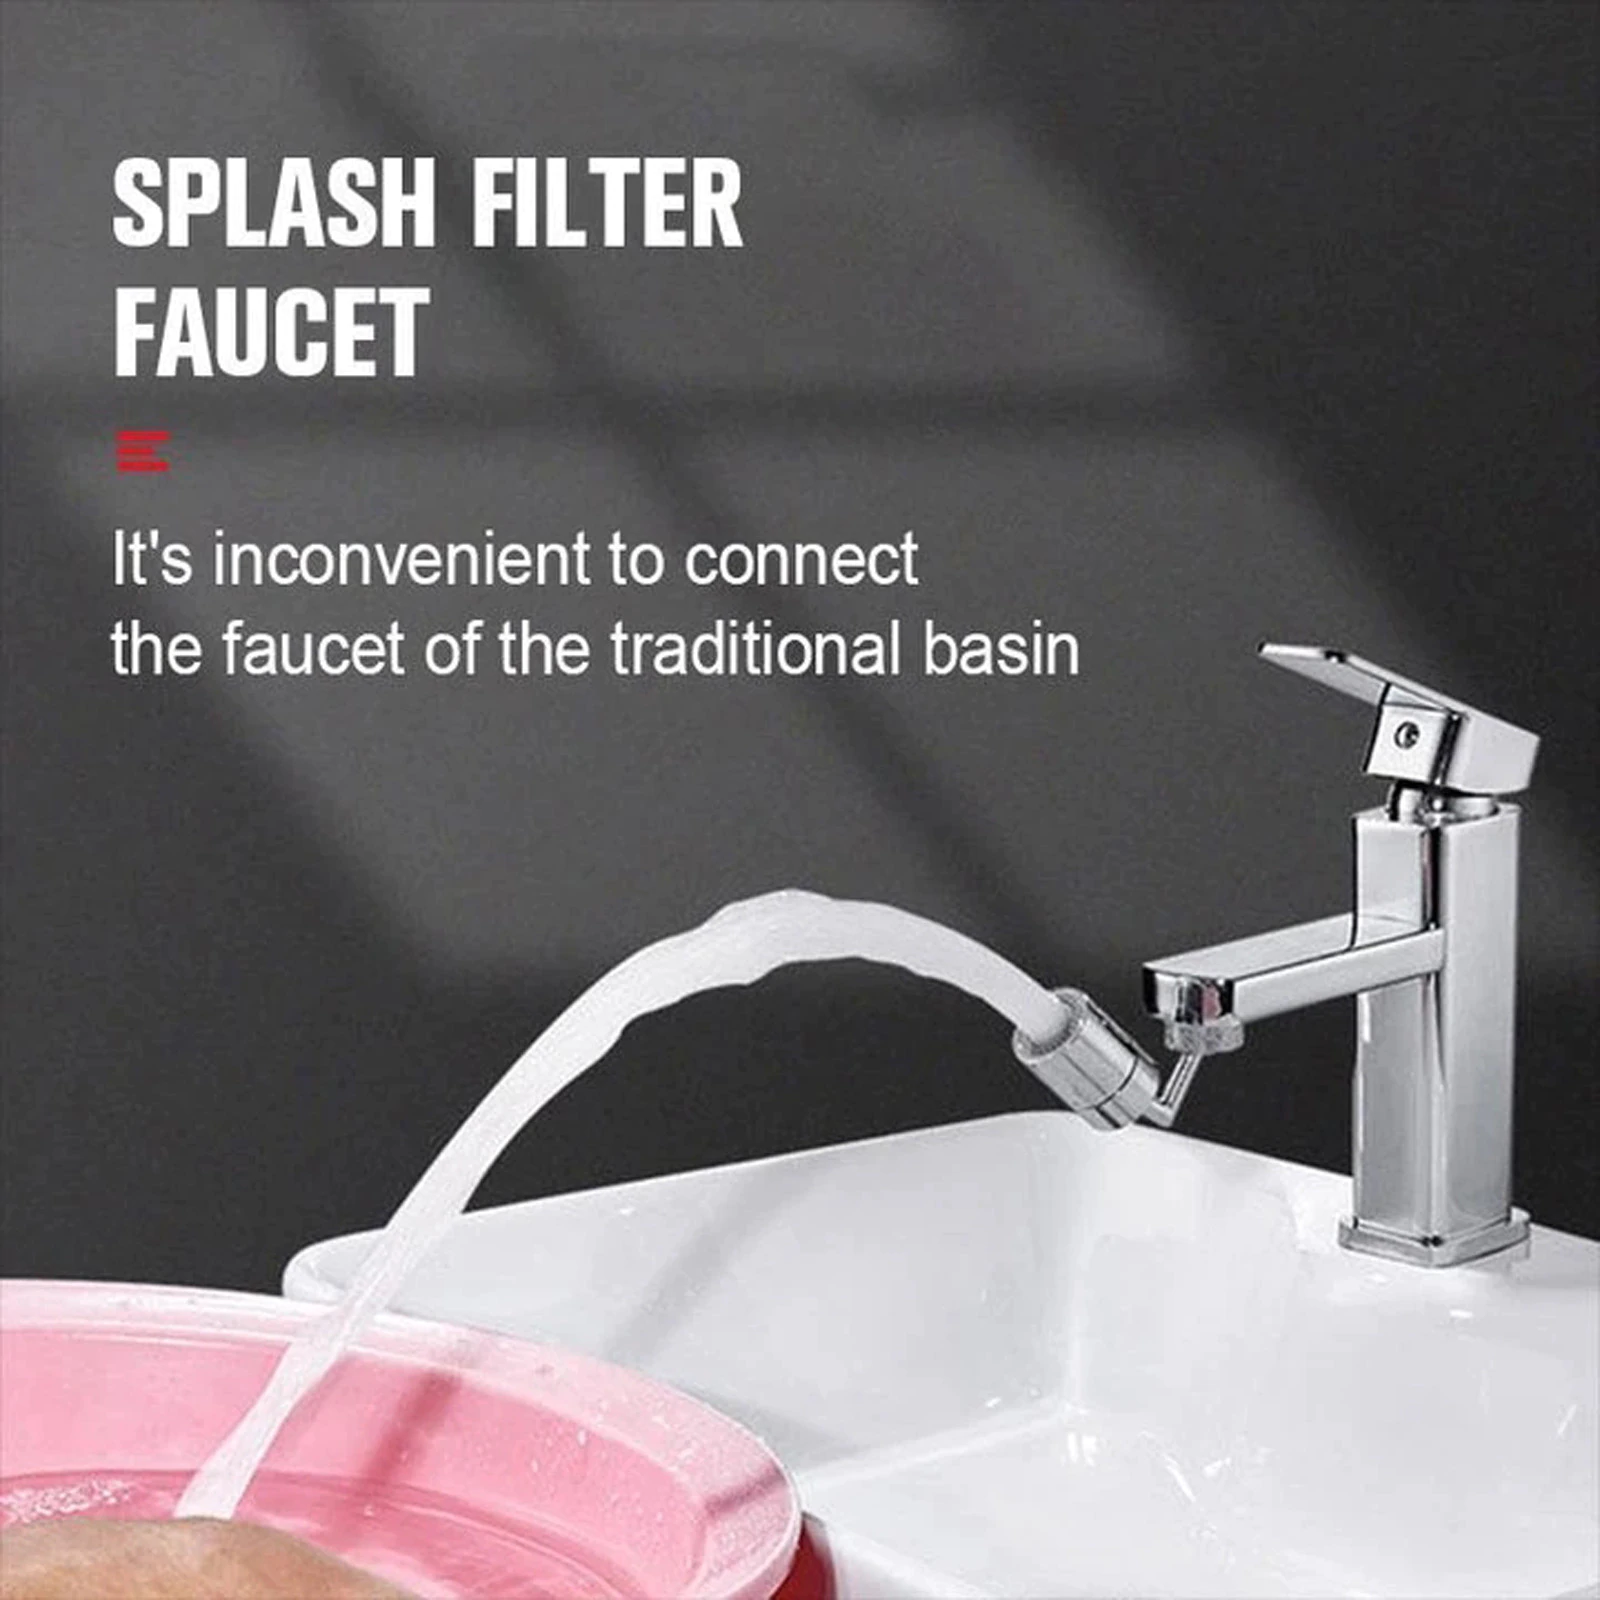 SPLASH FILTER
FAUCET
It's inconvenient to connect
the faucet of the traditional basin